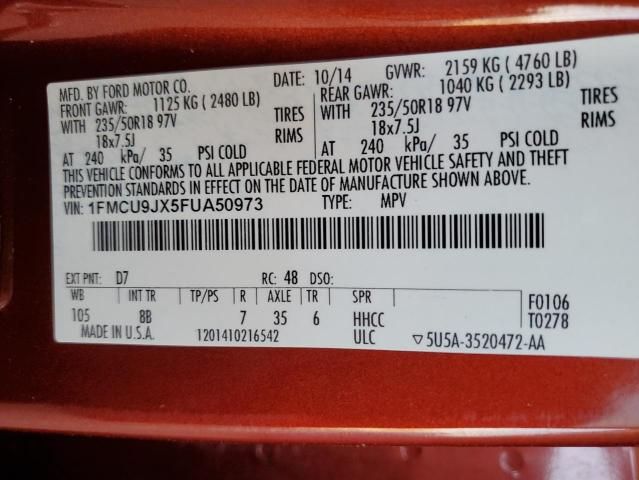 MFD. BY FORD MOTOR CO.
DATE: 10/14 GVWR: 2159 KG ( 4760 LB)
FRONT GAWR: 1125 KG ( 2480 LB) REAR GAWR: 1040 KG ( 2293 LB)
WITH 235/50R18 97V TIRES WITH 235/50R18 97V TIRES
18x7.5J RIMS 18x7.5J RIMS
AT 240 kPa/ 35 PSI COLD AT 240 kPa/ 35 PSI COLD
THIS VEHICLE CONFORMS TO ALL APPLICABLE FEDERAL MOTOR VEHICLE SAFETY AND THEFT
PREVENTION STANDARDS IN EFFECT ON THE DATE OF MANUFACTURE SHOWN ABOVE.
VIN: 1FMCU9JX5FUA50973 TYPE: MPV
EXT PNT: D7 RC: 48 DSO:
WB INT TR TP/PS R AXLE TR SPR F0106
105 8B 7 35 6 HHCC T0278
MADE IN U.S.A. 1201410216542 ULC ▽5U5A-3520472-AA